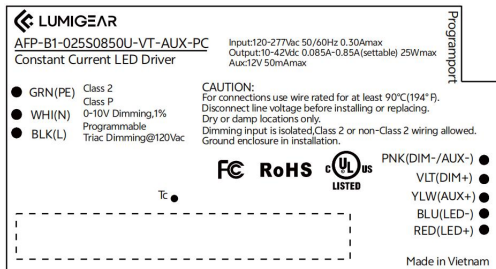 LUMIGEAR
AFP-B1-025S0850U-VT-AUX-PC
Constant Current LED Driver
Input:120-277Vac 50/60Hz 0.30Amax
Output:10-42Vdc 0.085A-0.85A(settable) 25Wmax
Aux:12V 50mAmax
Programport
GRN(PE)
WHI(N)
BLK(L)
Class 2
Class P
0-10V Dimming,1%
Programmable
Triac Dimming@120Vac
CAUTION:
For connections use wire rated for at least 90°C(194°F).
Disconnect line voltage before installing or replacing.
Dry or damp locations only.
Dimming input is isolated,Class 2 or non-Class 2 wiring allowed.
Ground enclosure in installation.
FC RoHS c UL us
LISTED
PNK(DIM-/AUX-)
VLT(DIM+)
YLW(AUX+)
BLU(LED-)
RED(LED+)
Tc
Made in Vietnam